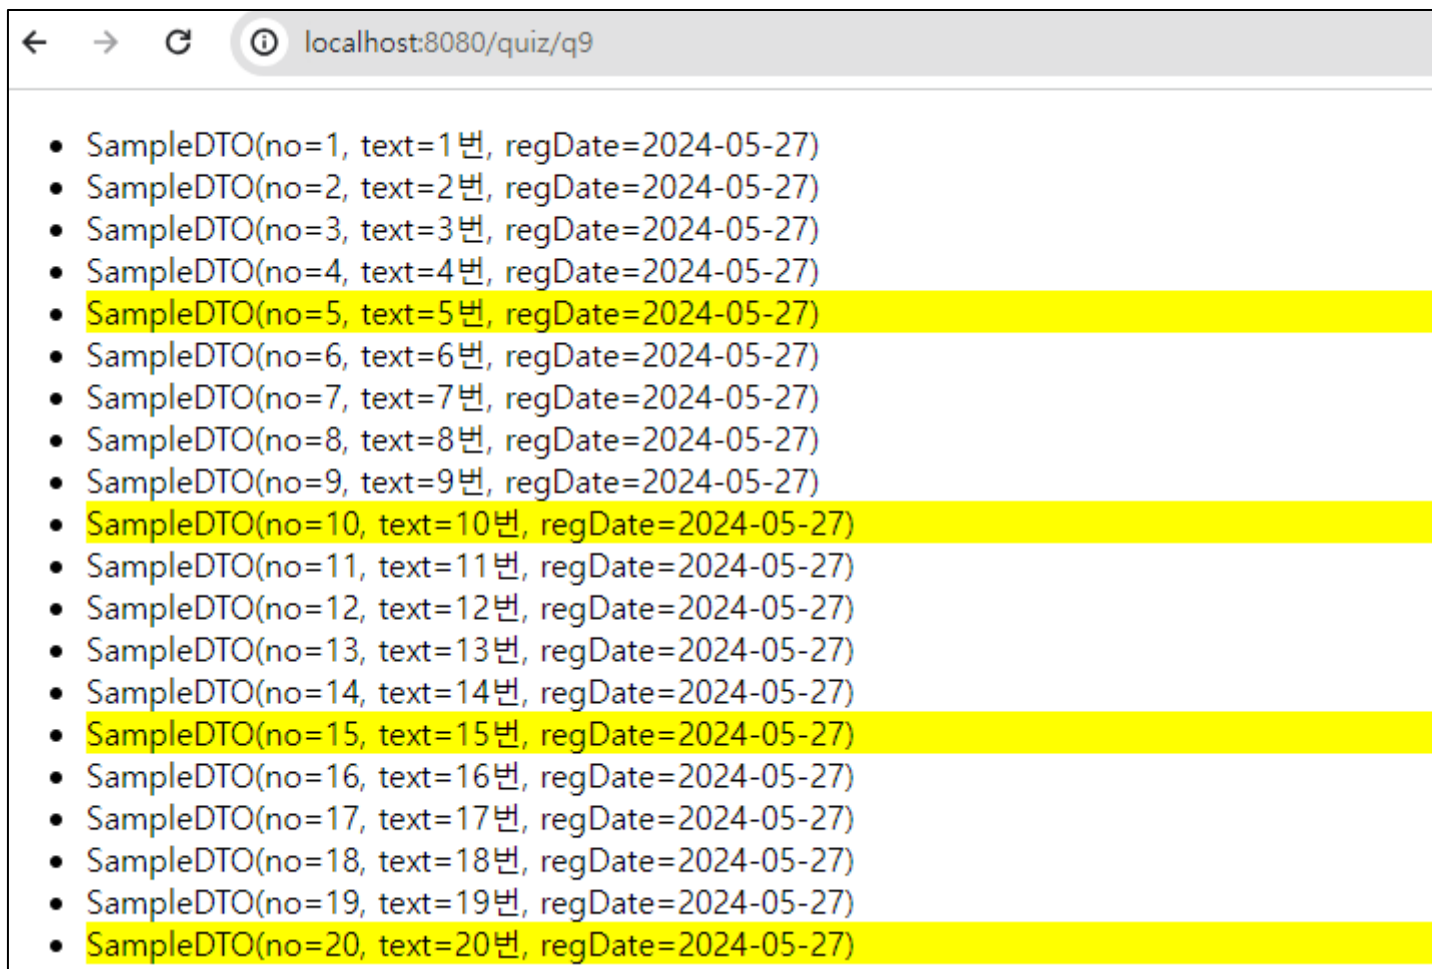 localhost:8080/quiz/q9
SampleDTO(no=1, text=1번, regDate=2024-05-27)
SampleDTO(no=2, text=2번, regDate=2024-05-27)
SampleDTO(no=3, text=3번, regDate=2024-05-27)
SampleDTO(no=4, text=4번, regDate=2024-05-27)
SampleDTO(no=5, text=5번, regDate=2024-05-27)
SampleDTO(no=6, text=6번, regDate=2024-05-27)
SampleDTO(no=7, text=7번, regDate=2024-05-27)
SampleDTO(no=8, text=8번, regDate=2024-05-27)
SampleDTO(no=9, text=9번, regDate=2024-05-27)
SampleDTO(no=10, text=10번, regDate=2024-05-27)
SampleDTO(no=11, text=11번, regDate=2024-05-27)
SampleDTO(no=12, text=12번, regDate=2024-05-27)
SampleDTO(no=13, text=13번, regDate=2024-05-27)
SampleDTO(no=14, text=14번, regDate=2024-05-27)
SampleDTO(no=15, text=15번, regDate=2024-05-27)
SampleDTO(no=16, text=16번, regDate=2024-05-27)
SampleDTO(no=17, text=17번, regDate=2024-05-27)
SampleDTO(no=18, text=18번, regDate=2024-05-27)
SampleDTO(no=19, text=19번, regDate=2024-05-27)
SampleDTO(no=20, text=20번, regDate=2024-05-27)